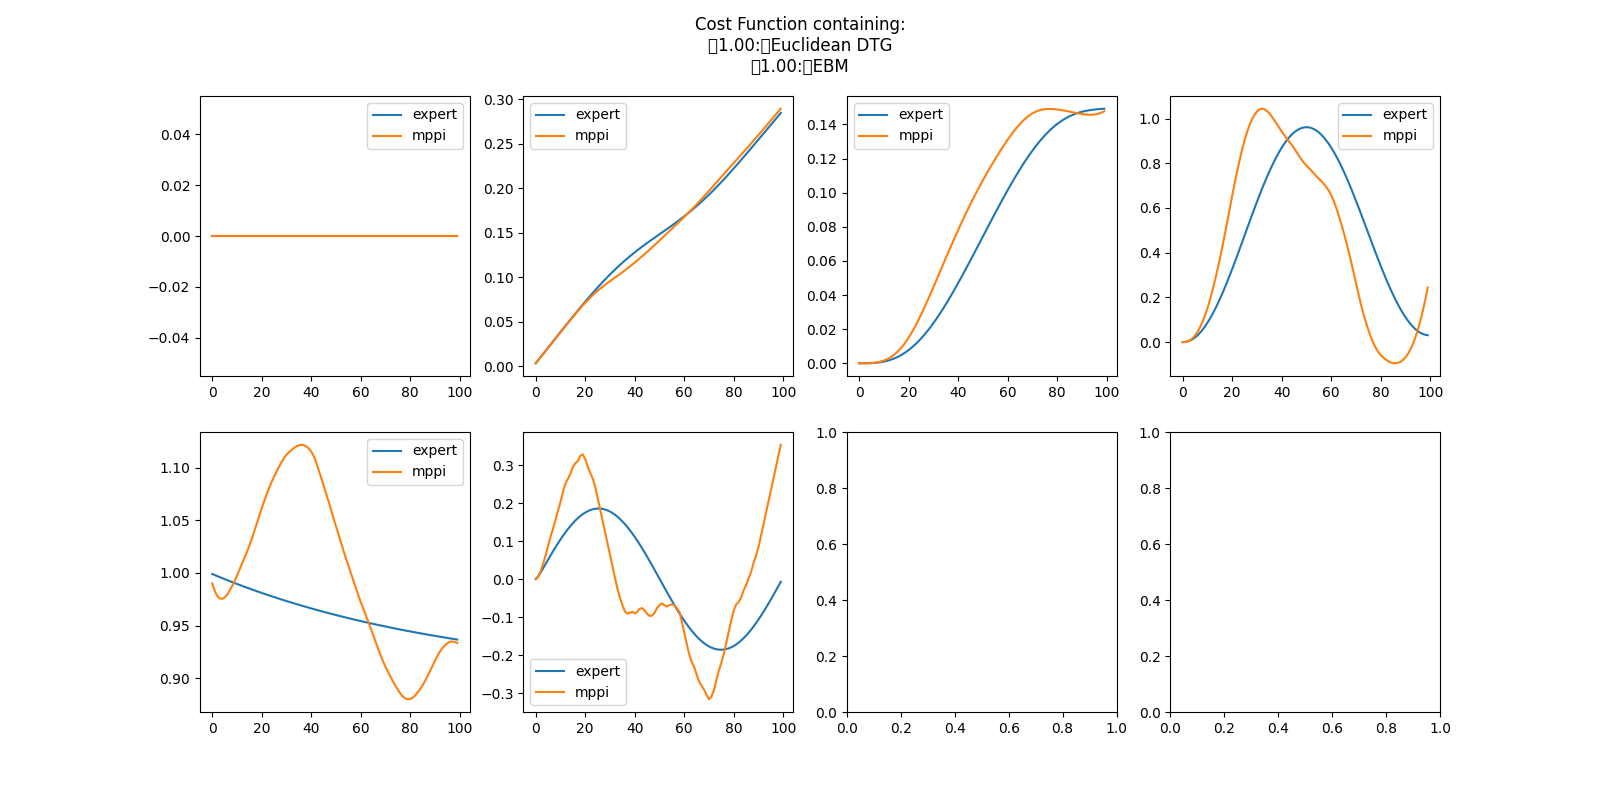 Cost Function containing:
1.00: Euclidean DTG
1.00: EBM
expert
mppi
0.04
0.02
0.00
−0.02
−0.04
0 20 40 60 80 100
expert
mppi
0.30
0.25
0.20
0.15
0.10
0.05
0.00
0 20 40 60 80 100
expert
mppi
0.14
0.12
0.10
0.08
0.06
0.04
0.02
0.00
0 20 40 60 80 100
expert
mppi
1.0
0.8
0.6
0.4
0.2
0.0
0 20 40 60 80 100
expert
mppi
1.10
1.05
1.00
0.95
0.90
0 20 40 60 80 100
0.3
0.2
0.1
0.0
−0.1
−0.2
−0.3
expert
mppi
0 20 40 60 80 100
1.0
0.8
0.6
0.4
0.2
0.0
0.0 0.2 0.4 0.6 0.8 1.0
1.0
0.8
0.6
0.4
0.2
0.0
0.0 0.2 0.4 0.6 0.8 1.0